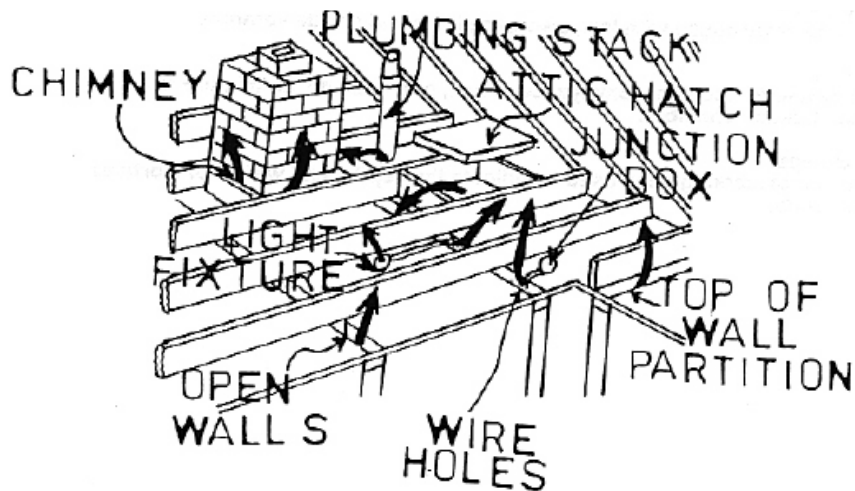 PLUMBING STACK
CHIMNEY
ATTIC HATCH
JUNCTION
BOX
LIGHT
FIXTURE
TOP OF
WALL
PARTITION
OPEN
WALLS
WIRE
HOLES